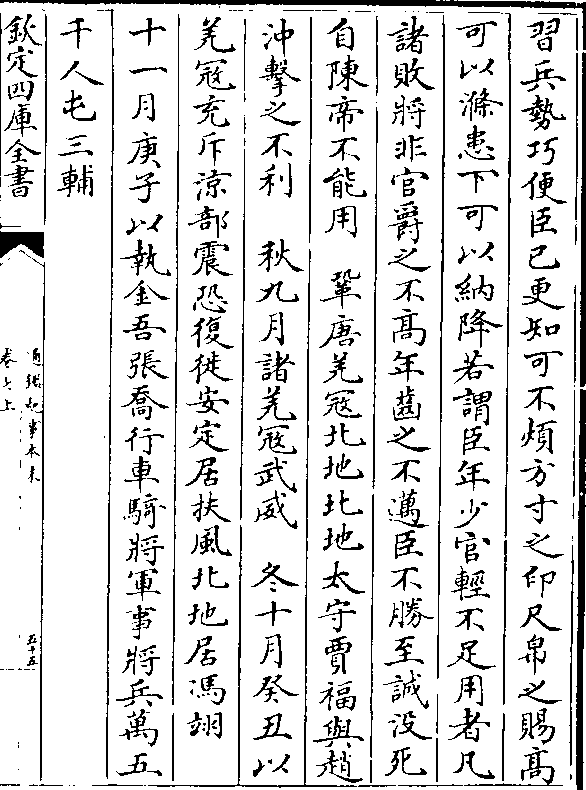 習兵勢巧便臣已更知可不煩方寸之印尺帛之賜髙
可以滌患下可以納降若謂臣年少官輕不足用者凡
諸敗將非官爵之不髙年齒之不邁臣不勝至誠没死
自陳帝不能用　鞏唐羌冦北地北地太守賈福與趙
沖擊之不利　秋九月諸羌冦武威　冬十月癸丑以
羌冦充斥涼部震恐復徙安定居扶風北地居馮翊
十一月庚子以執金吾張喬行車騎將軍事將兵萬五
千人屯三輔
欽定四庫全書
通鑑紀事本末
卷七上
五十五